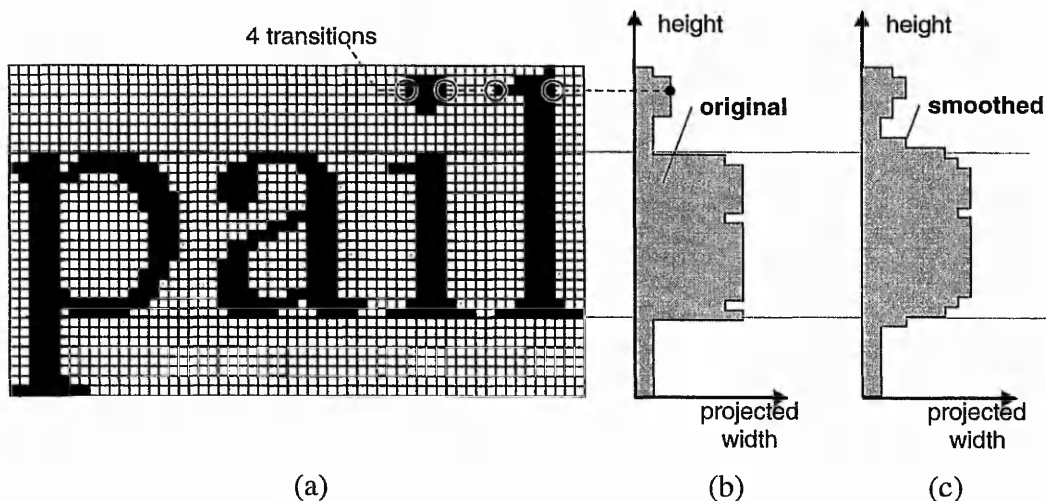 4 transitions
pail
height
original
projected
width
height
smoothed
projected
width
(a)
(b)
(c)